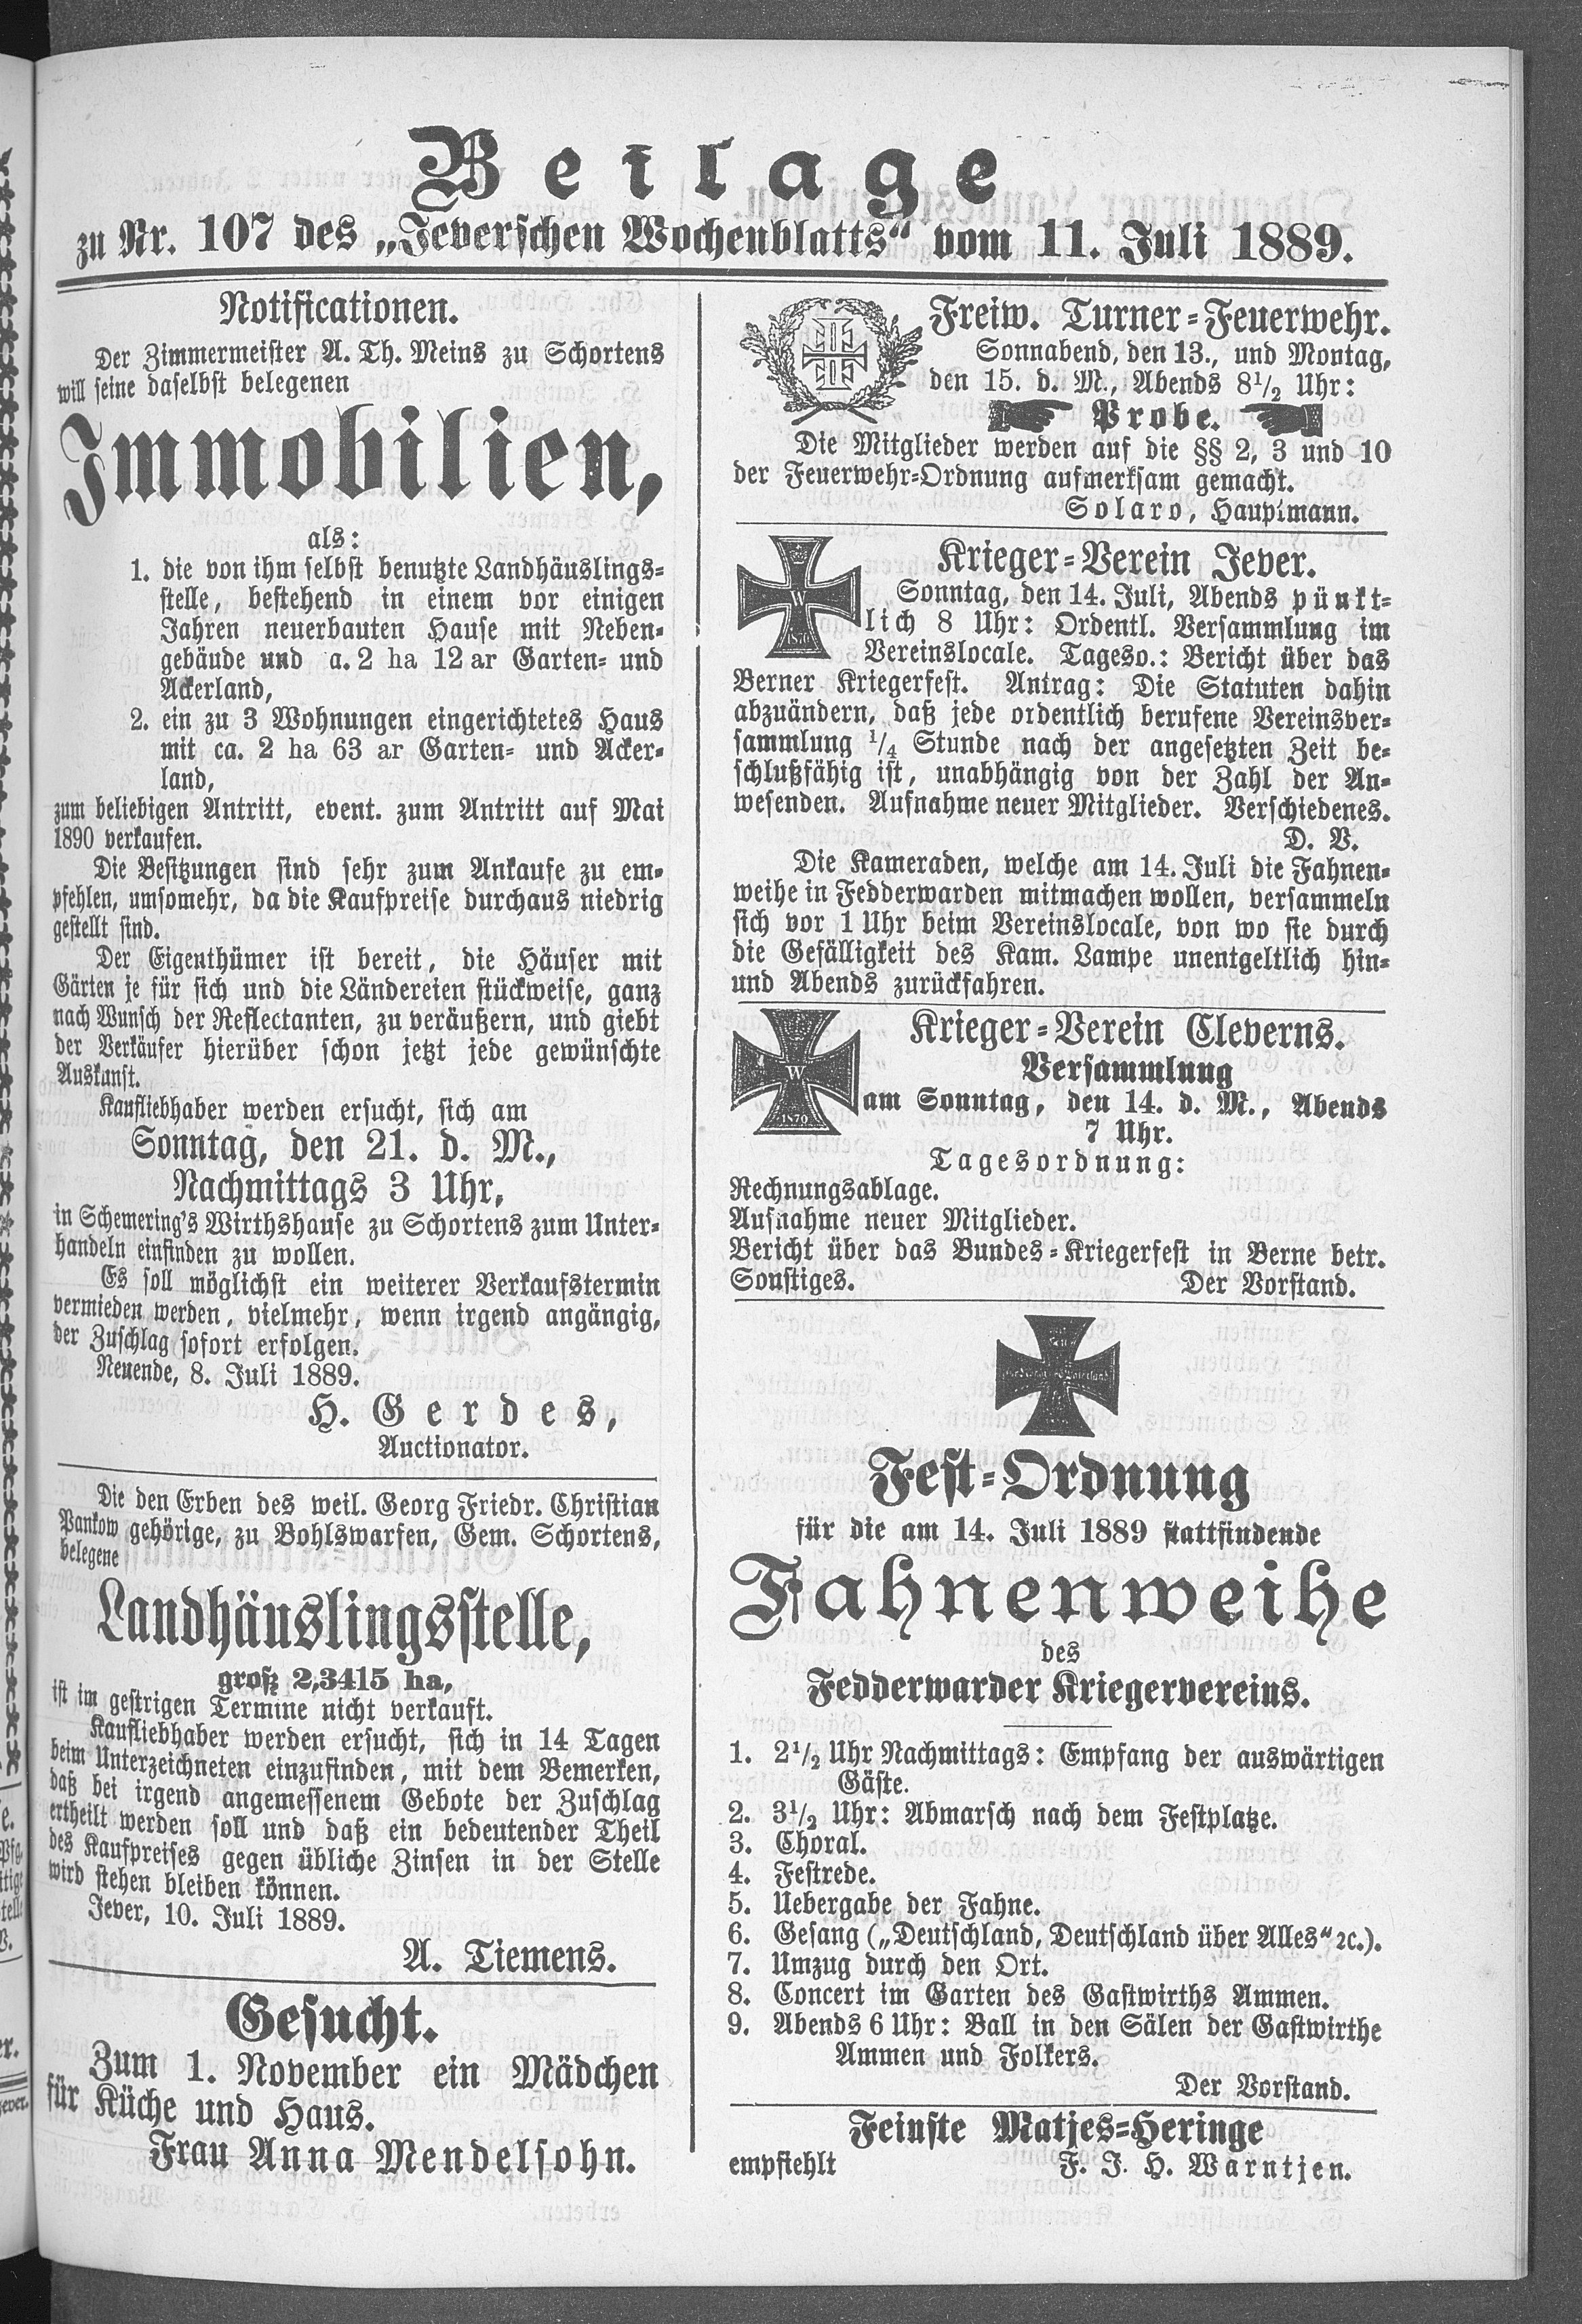 Beilage
zu Nr. 107 des „Jeverschen Wochenblatts“ vom 11. Juli 1889.
Notificationen.
Der Zimmermeister A. Th. Meins zu Schortens
will seine daselbst belegenen
Immobilien,
als:
1. die von ihm selbst benutzte Landhäuslings-
stelle, bestehend in einem vor einigen
Jahren neuerbauten Hause mit Neben-
gebäude und a. 2 ha 12 ar Garten- und
Ackerland,
2. ein zu 3 Wohnungen eingerichtetes Haus
mit ca. 2 ha 63 ar Garten- und Acker-
land,
zum beliebigen Antritt, event. zum Antritt auf Mai
1890 verkaufen.
Die Besitzungen sind sehr zum Ankaufe zu em-
pfehlen, umsomehr, da die Kaufpreise durchaus niedrig
gestellt sind.
Der Eigenthümer ist bereit, die Häuser mit
Gärten je für sich und die Ländereien stückweise, ganz
nach Wunsch der Reflectanten, zu veräußern, und giebt
der Verkäufer hierüber schon jetzt jede gewünschte
Auskunft.
Kaufliebhaber werden ersucht, sich am
Sonntag, den 21. d. M.,
Nachmittags 3 Uhr,
in Schemering's Wirthshause zu Schortens zum Unter-
handeln einfinden zu wollen.
Es soll möglichst ein weiterer Verkaufstermin
vermieden werden, vielmehr, wenn irgend angängig,
der Zuschlag sofort erfolgen.
Neuende, 8. Juli 1889.
H. Gerdes,
Auctionator.
Die den Erben des weil. Georg Friedr. Christian
Pankow gehörige, zu Bohlswarfen, Gem. Schortens,
belegene
Landhäuslingsstelle,
groß 2,3415 ha,
ist im gestrigen Termine nicht verkauft.
Kaufliebhaber werden ersucht, sich in 14 Tagen
beim Unterzeichneten einzufinden, mit dem Bemerken,
daß bei irgend angemessenem Gebote der Zuschlag
ertheilt werden soll und daß ein bedeutender Theil
des Kaufpreises gegen übliche Zinsen in der Stelle
wird stehen bleiben können.
Jever, 10. Juli 1889.
A. Tiemens.
Gesucht.
Zum 1. November ein Mädchen
für Küche und Haus.
Frau Anna Mendelsohn.
Freiw. Turner-Feuerwehr.
Sonnabend, den 13., und Montag,
den 15. d. M., Abends 8 1/2 Uhr:
Probe.
Die Mitglieder werden auf die §§ 2, 3 und 10
der Feuerwehr-Ordnung aufmerksam gemacht.
Solaro, Hauptmann.
W
1870
Krieger-Verein Jever.
Sonntag, den 14. Juli, Abends pünkt-
lich 8 Uhr: Ordentl. Versammlung im
Vereinslocale. Tageso.: Bericht über das
Berner Kriegerfest. Antrag: Die Statuten dahin
abzuändern, daß jede ordentlich berufene Vereinsver-
sammlung 1/4 Stunde nach der angesetzten Zeit be-
schlußfähig ist, unabhängig von der Zahl der An-
wesenden. Aufnahme neuer Mitglieder. Verschiedenes.
D. V.
Die Kameraden, welche am 14. Juli die Fahnen-
weihe in Fedderwarden mitmachen wollen, versammeln
sich vor 1 Uhr beim Vereinslocale, von wo sie durch
die Gefälligkeit des Kam. Lampe unentgeltlich hin-
und Abends zurückfahren.
W
1870
Krieger-Verein Cleverns.
Versammlung
am Sonntag, den 14. d. M., Abends
7 Uhr.
Tagesordnung:
Rechnungsablage.
Aufnahme neuer Mitglieder.
Bericht über das Bundes-Kriegerfest in Berne betr.
Sonstiges. Der Vorstand.
Fest-Ordnung
für die am 14. Juli 1889 stattfindende
Fahnenweihe
des
Fedderwarder Kriegervereins.
1. 2 1/2 Uhr Nachmittags: Empfang der auswärtigen
Gäste.
2. 3 1/2 Uhr: Abmarsch nach dem Festplatze.
3. Choral.
4. Festrede.
5. Uebergabe der Fahne.
6. Gesang („Deutschland, Deutschland über Alles“ ꝛc.).
7. Umzug durch den Ort.
8. Concert im Garten des Gastwirths Ammen.
9. Abends 6 Uhr: Ball in den Sälen der Gastwirthe
Ammen und Folkers.
Der Vorstand.
Feinste Matjes-Heringe
empfiehlt F. J. H. Warntjen.